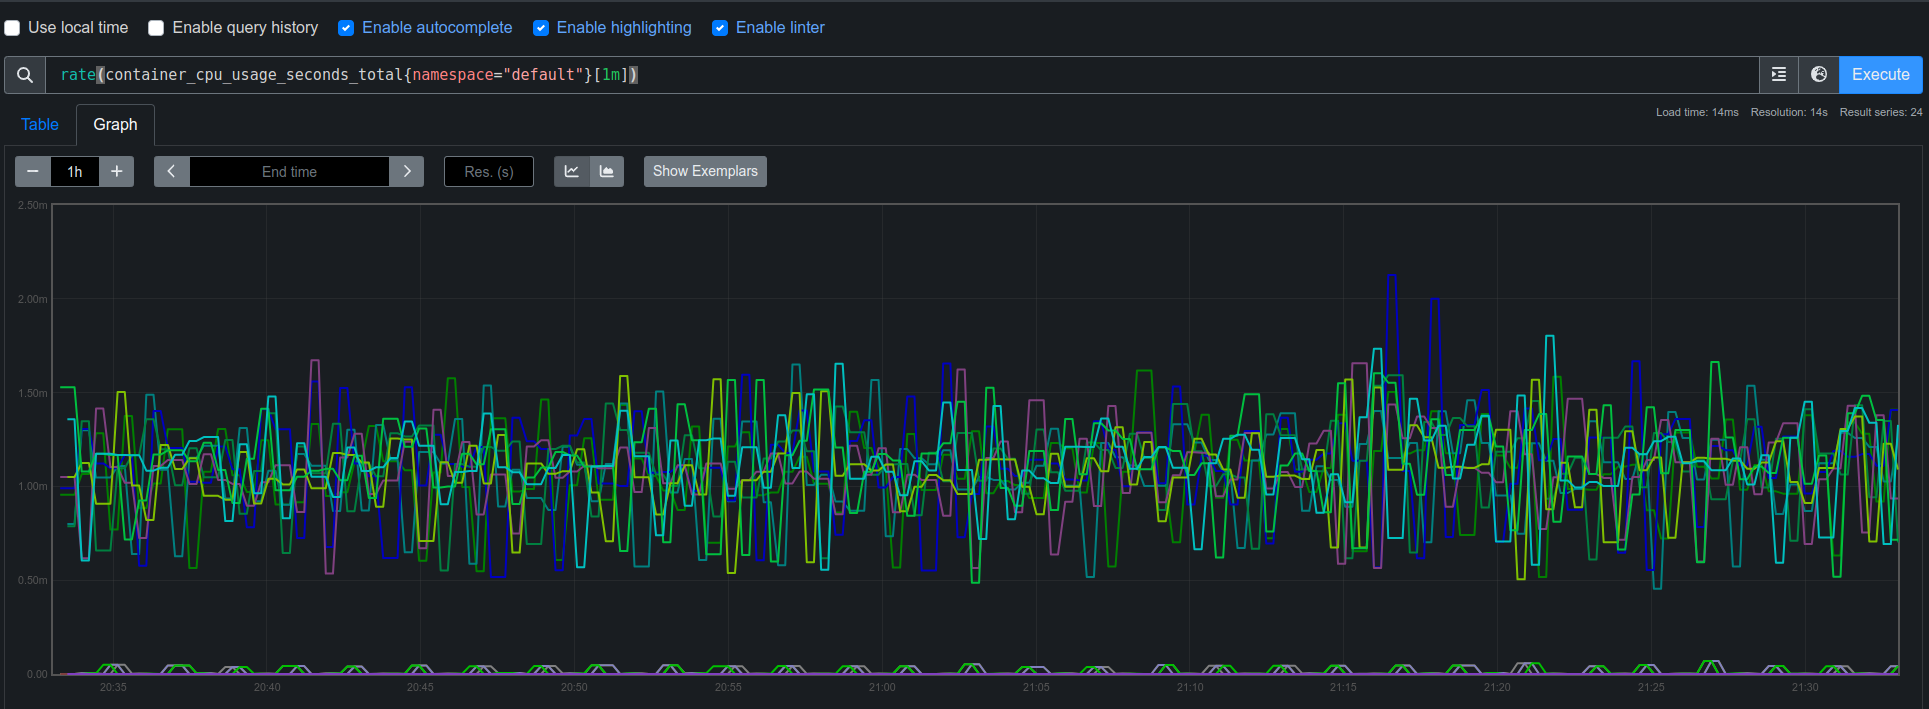 Use local time Enable query history Enable autocomplete Enable highlighting Enable linter
rate(container_cpu_usage_seconds_total{namespace="default"}[1m]) Execute
Load time: 14ms Resolution: 14s Result series: 24
Table Graph
1h End time Res. (s) Show Exemplars
2.50m
2.00m
1.50m
1.00m
0.50m
0.00
20:35 20:40 20:45 20:50 20:55 21:00 21:05 21:10 21:15 21:20 21:25 21:30